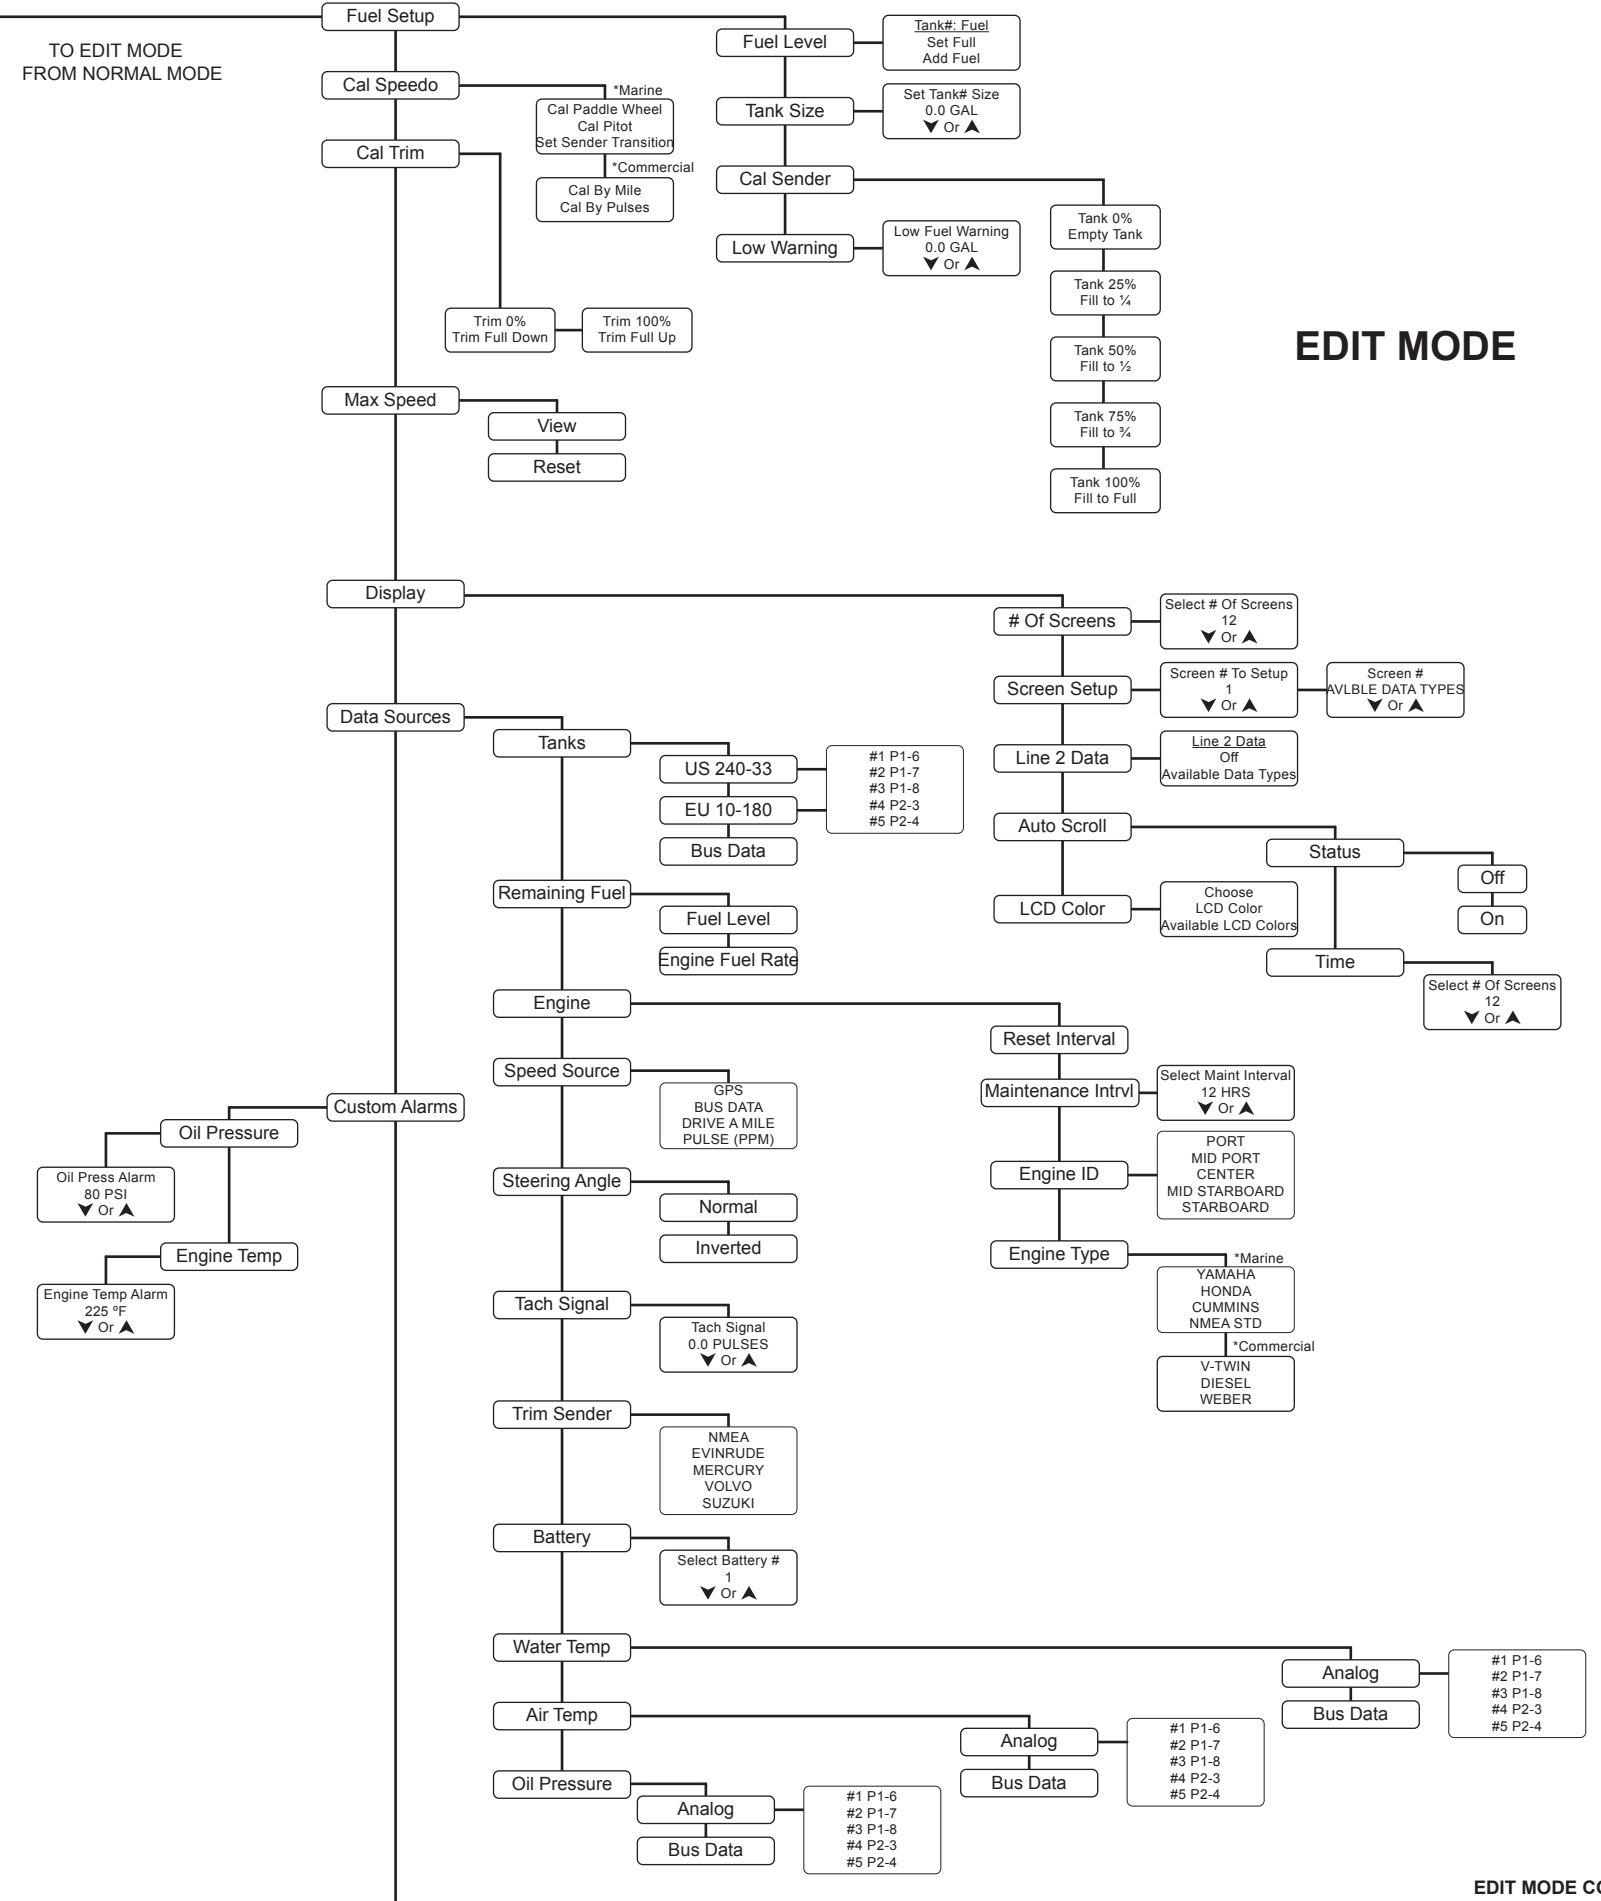 Fuel Setup
TO EDIT MODE
FROM NORMAL MODE
Fuel Level
Tank#: Fuel
Set Full
Add Fuel
Cal Speedo
*Marine
Cal Paddle Wheel
Cal Pitot
Set Sender Transition
*Commercial
Cal By Mile
Cal By Pulses
Tank Size
Set Tank# Size
0.0 GAL
Or
Cal Trim
Trim 0%
Trim Full Down
Trim 100%
Trim Full Up
Cal Sender
Tank 0%
Empty Tank
Tank 25%
Fill to ¼
Tank 50%
Fill to ½
Tank 75%
Fill to ¾
Tank 100%
Fill to Full
Low Warning
Low Fuel Warning
0.0 GAL
Or
EDIT MODE
Max Speed
View
Reset
Display
# Of Screens
Select # Of Screens
12
Or
Screen Setup
Screen # To Setup
1
Or
Screen #
AVLBLE DATA TYPES
Or
Line 2 Data
Line 2 Data
Off
Available Data Types
Auto Scroll
Status
Off
On
Time
Select # Of Screens
12
Or
LCD Color
Choose
LCD Color
Available LCD Colors
Data Sources
Tanks
US 240-33
EU 10-180
Bus Data
#1 P1-6
#2 P1-7
#3 P1-8
#4 P2-3
#5 P2-4
Remaining Fuel
Fuel Level
Engine Fuel Rate
Engine
Reset Interval
Maintenance Intrvl
Select Maint Interval
12 HRS
Or
Engine ID
PORT
MID PORT
CENTER
MID STARBOARD
STARBOARD
Engine Type
*Marine
YAMAHA
HONDA
CUMMINS
NMEA STD
*Commercial
V-TWIN
DIESEL
WEBER
Speed Source
GPS
BUS DATA
DRIVE A MILE
PULSE (PPM)
Custom Alarms
Oil Pressure
Oil Press Alarm
80 PSI
Or
Engine Temp
Engine Temp Alarm
225 ºF
Or
Steering Angle
Normal
Inverted
Tach Signal
Tach Signal
0.0 PULSES
Or
Trim Sender
NMEA
EVINRUDE
MERCURY
VOLVO
SUZUKI
Battery
Select Battery #
1
Or
Water Temp
Analog
Bus Data
#1 P1-6
#2 P1-7
#3 P1-8
#4 P2-3
#5 P2-4
Air Temp
Analog
Bus Data
#1 P1-6
#2 P1-7
#3 P1-8
#4 P2-3
#5 P2-4
Oil Pressure
Analog
Bus Data
#1 P1-6
#2 P1-7
#3 P1-8
#4 P2-3
#5 P2-4
EDIT MODE